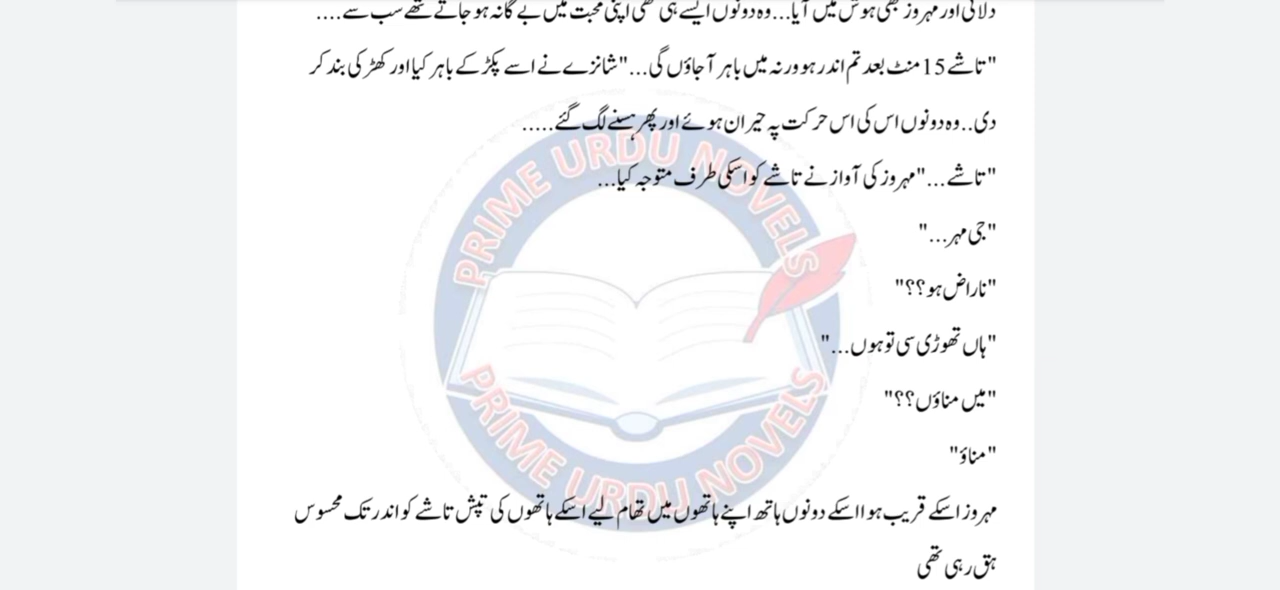 دلائی اور مہروز بھی ہوش میں آیا...وہ دونوں ایسے ہی تھی اپنی محبت میں بے گانہ ہو جاتے تھے سب سے....
"تاشے 15 منٹ بعد تم اندر ہو ورنہ میں باہر آ جاؤں گی..."شانزے نے اسے پکڑ کے باہر کیا اور کھڑکی بند کر
دی..وہ دونوں اس کی اس حرکت پہ حیران ہوئے اور پھر ہسنے لگ گئے.....
"تاشے..."مہروز کی آواز نے تاشے کو اسکی طرف متوجہ کیا...
"جی مہر..."
"ناراض ہو؟؟"
"ہاں تھوڑی سی تو ہوں..."
"میں مناؤں؟؟"
"مناؤ"
مہروز اسکے قریب ہوا اسکے دونوں ہاتھ اپنے ہاتھوں میں تھام لیے اسکے ہاتھوں کی تپش تاشے کو اندر تک محسوس
ہق رہی تھی
PRIME URDU NOVELS
PRIME URDU NOVELS